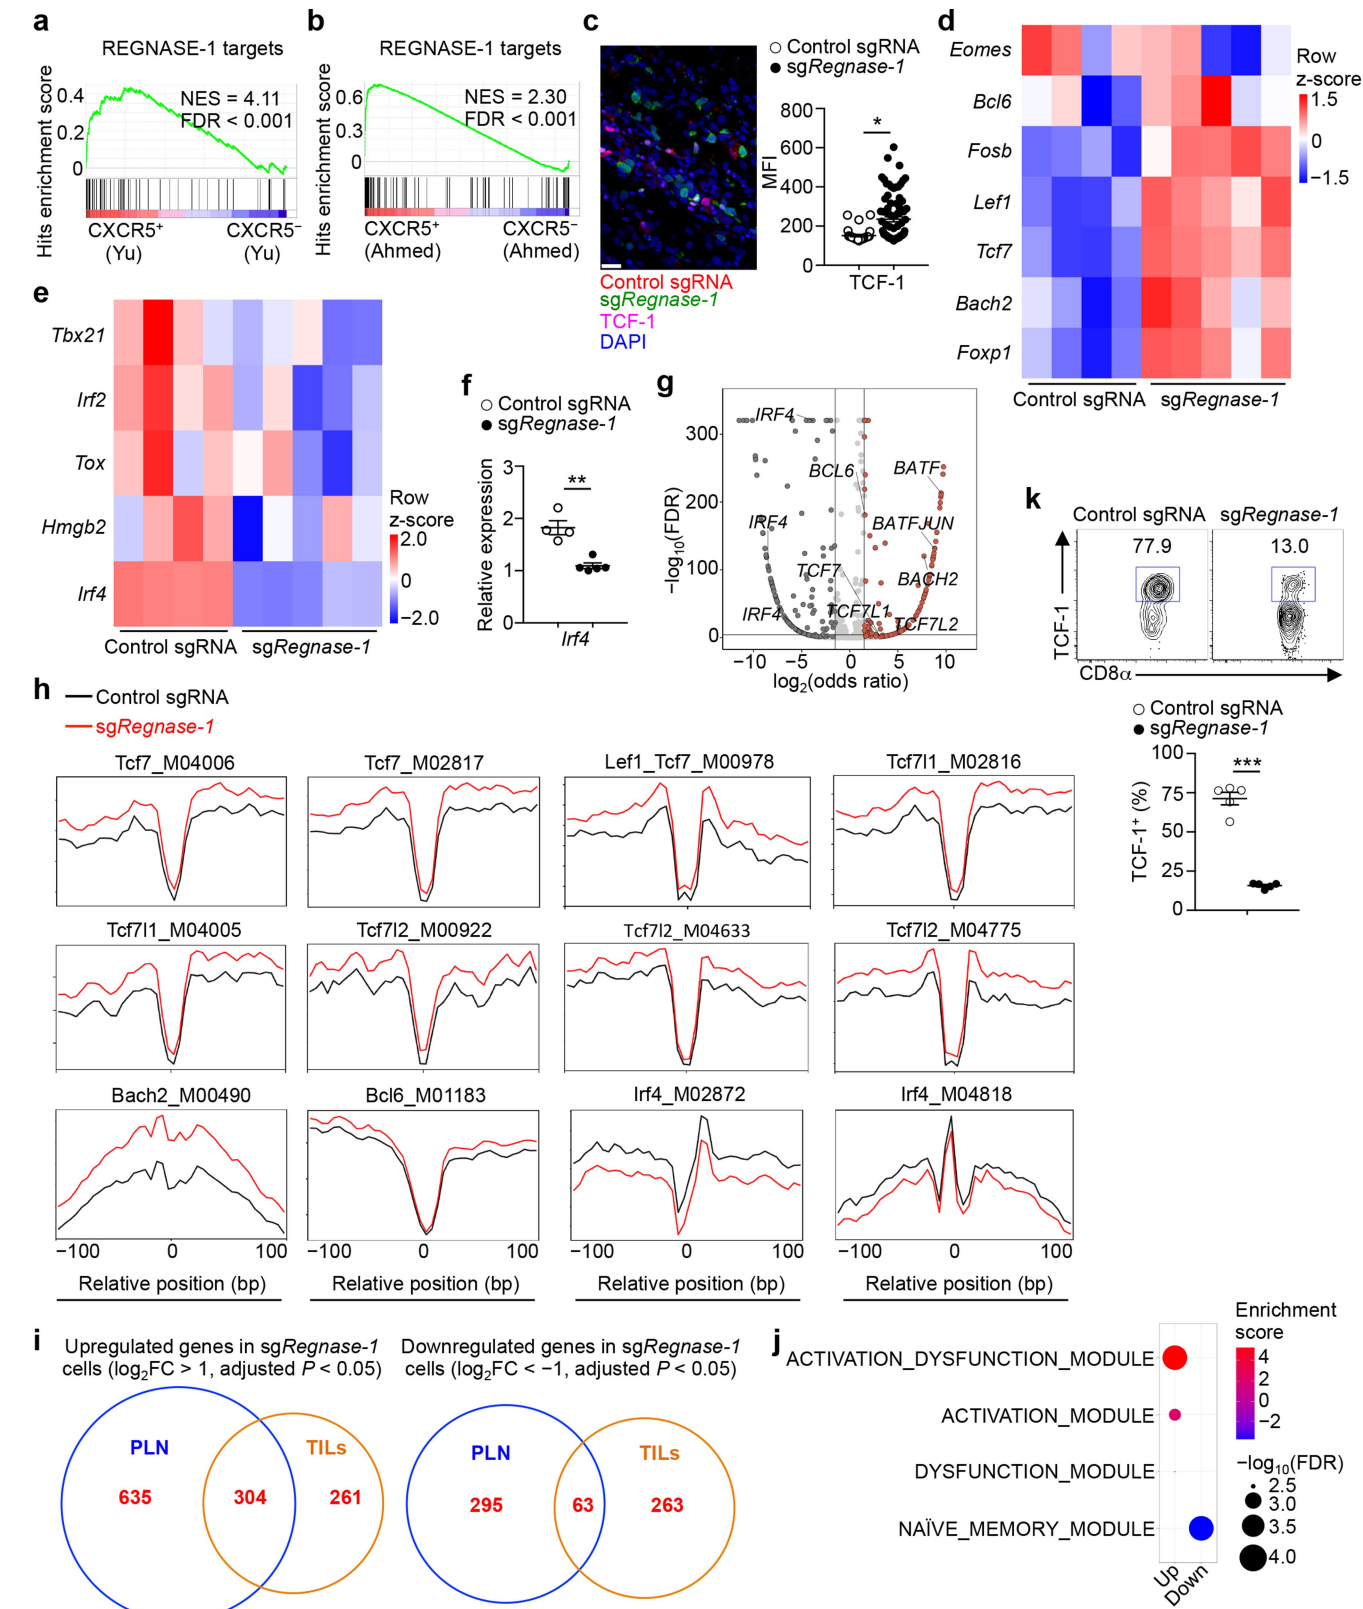 a
REGNASE-1 targets
Hits enrichment score
0.4
0.2
0
NES = 4.11
FDR < 0.001
CXCR5⁺
(Yu)
CXCR5⁻
(Yu)
b
REGNASE-1 targets
Hits enrichment score
0.6
0.3
0
NES = 2.30
FDR < 0.001
CXCR5⁺
(Ahmed)
CXCR5⁻
(Ahmed)
c
Control sgRNA
sgRegnase-1
TCF-1
DAPI
Control sgRNA
sgRegnase-1
MFI
800
600
400
200
0
*
TCF-1
d
Eomes
Bcl6
Fosb
Lef1
Tcf7
Bach2
Foxp1
Control sgRNA
sgRegnase-1
Row
z-score
1.5
0
−1.5
e
Tbx21
Irf2
Tox
Hmgb2
Irf4
Control sgRNA
sgRegnase-1
Row
z-score
2.0
0
−2.0
f
Control sgRNA
sgRegnase-1
Relative expression
3
2
1
0
**
Irf4
g
−log₁₀(FDR)
300
200
100
0
IRF4
BCL6
BATF
IRF4
BATFJUN
TCF7
BACH2
IRF4
TCF7L1
TCF7L2
−10
−5
0
5
10
log₂(odds ratio)
k
Control sgRNA
sgRegnase-1
77.9
13.0
TCF-1
CD8α
Control sgRNA
sgRegnase-1
TCF-1⁺ (%)
100
75
50
25
0
***
h
Control sgRNA
sgRegnase-1
Tcf7_M04006
Tcf7_M02817
Lef1_Tcf7_M00978
Tcf7l1_M02816
Tcf7l1_M04005
Tcf7l2_M00922
Tcf7l2_M04633
Tcf7l2_M04775
Bach2_M00490
Bcl6_M01183
Irf4_M02872
Irf4_M04818
−100 0 100
−100 0 100
−100 0 100
−100 0 100
Relative position (bp)
Relative position (bp)
Relative position (bp)
Relative position (bp)
i
Upregulated genes in sgRegnase-1
cells (log₂FC > 1, adjusted P < 0.05)
PLN
TILs
635
304
261
Downregulated genes in sgRegnase-1
cells (log₂FC < −1, adjusted P < 0.05)
PLN
TILs
295
63
263
j
ACTIVATION_DYSFUNCTION_MODULE
ACTIVATION_MODULE
DYSFUNCTION_MODULE
NAÏVE_MEMORY_MODULE
Up
Down
Enrichment
score
4
2
0
−2
−log₁₀(FDR)
2.5
3.0
3.5
4.0